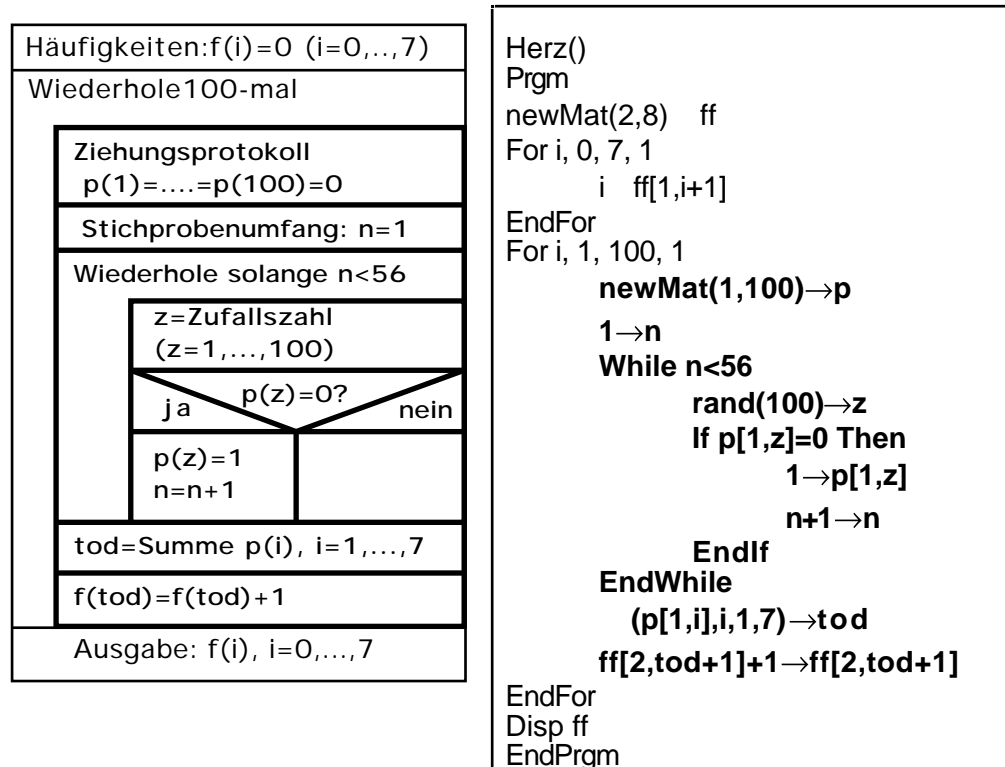 Häufigkeiten:f(i)=0 (i=0,..,7)
Wiederhole100-mal
Ziehungsprotokoll
p(1)=....=p(100)=0
Stichprobenumfang: n=1
Wiederhole solange n<56
z=Zufallszahl
(z=1,...,100)
p(z)=0?
ja
nein
p(z)=1
n=n+1
tod=Summe p(i), i=1,...,7
f(tod)=f(tod)+1
Ausgabe: f(i), i=0,...,7
Herz()
Prgm
newMat(2,8) ff
For i, 0, 7, 1
i ff[1,i+1]
EndFor
For i, 1, 100, 1
newMat(1,100)→p
1→n
While n<56
rand(100)→z
If p[1,z]=0 Then
1→p[1,z]
n+1→n
EndIf
EndWhile
(p[1,i],i,1,7)→tod
ff[2,tod+1]+1→ff[2,tod+1]
EndFor
Disp ff
EndPrgm